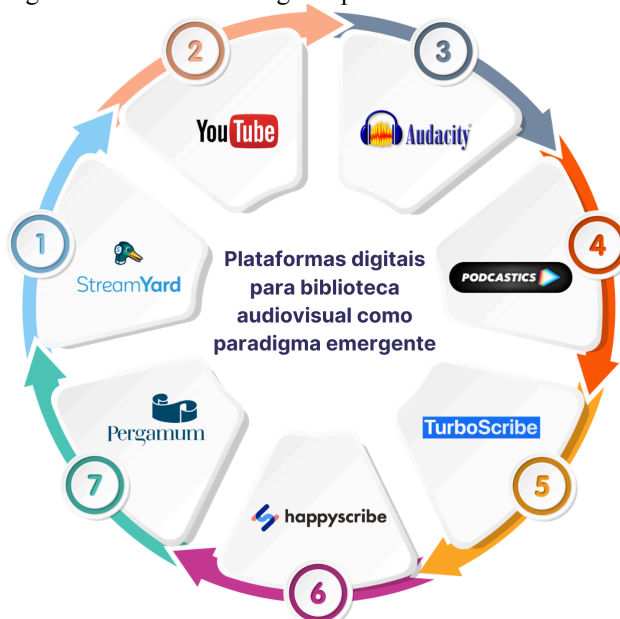 2
3
YouTube
Audacity
1
4
StreamYard
Plataformas digitais
para biblioteca
audiovisual como
paradigma emergente
PODCASTICS
Pergamum
TurboScribe
7
5
happyscribe
6